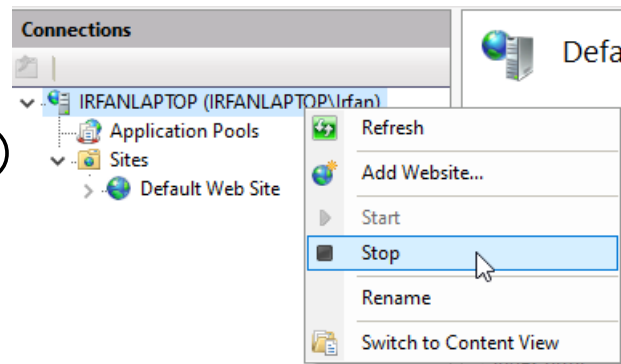 Connections
Defa
IRFANLAPTOP (IRFANLAPTOP\Irfan)
Application Pools
Sites
Default Web Site
Refresh
Add Website...
Start
Stop
Rename
Switch to Content View